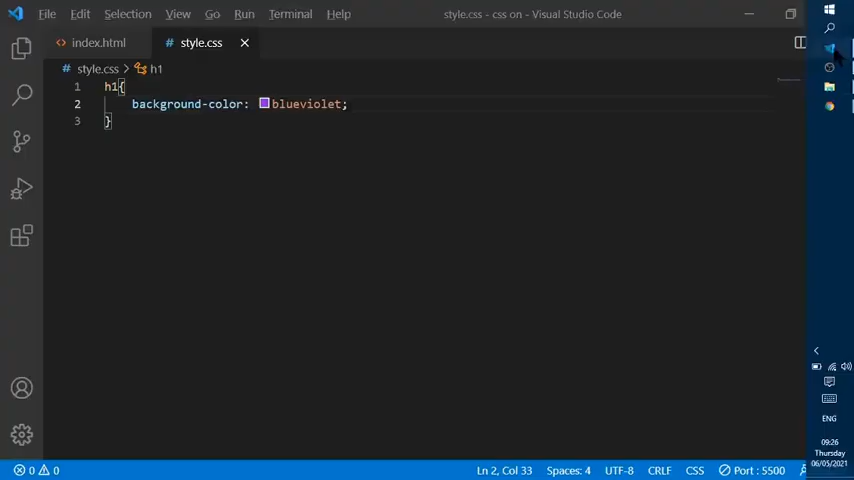 File Edit Selection View Go Run Terminal Help
style.css - css on - Visual Studio Code
<> index.html
# style.css
# style.css > h1
1 h1{
2 background-color: blueviolet;
3 }
0 0
Ln 2, Col 33 Spaces: 4 UTF-8 CRLF CSS Port : 5500
ENG
09:26
Thursday
06/05/2021